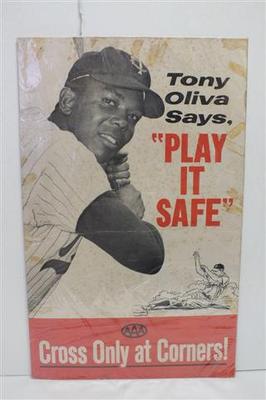 Tony
Oliva
Says,
"PLAY
IT
SAFE"
AAA
Cross Only at Corners!